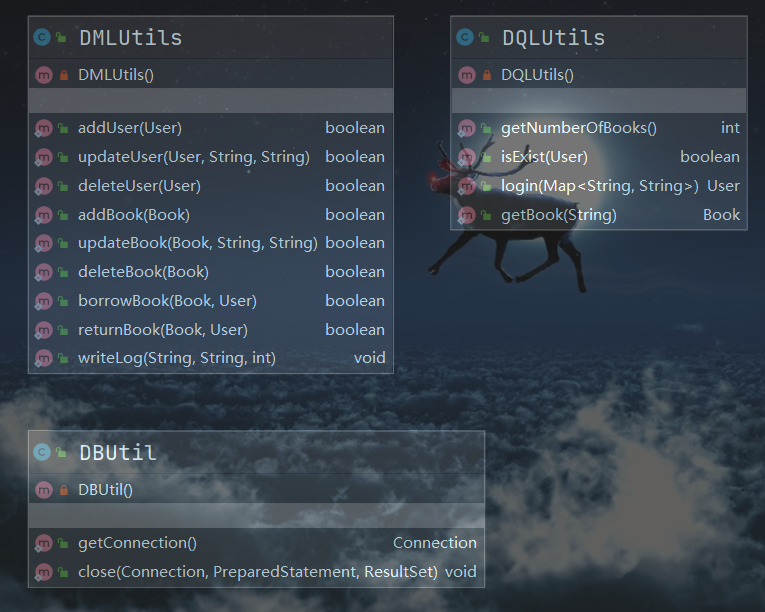 DMLUtils
DMLUtils()
addUser(User) boolean
updateUser(User, String, String) boolean
deleteUser(User) boolean
addBook(Book) boolean
updateBook(Book, String, String) boolean
deleteBook(Book) boolean
borrowBook(Book, User) boolean
returnBook(Book, User) boolean
writeLog(String, String, int) void
DQLUtils
DQLUtils()
getNumberOfBooks() int
isExist(User) boolean
login(Map<String, String>) User
getBook(String) Book
DBUtil
DBUtil()
getConnection() Connection
close(Connection, PreparedStatement, ResultSet) void